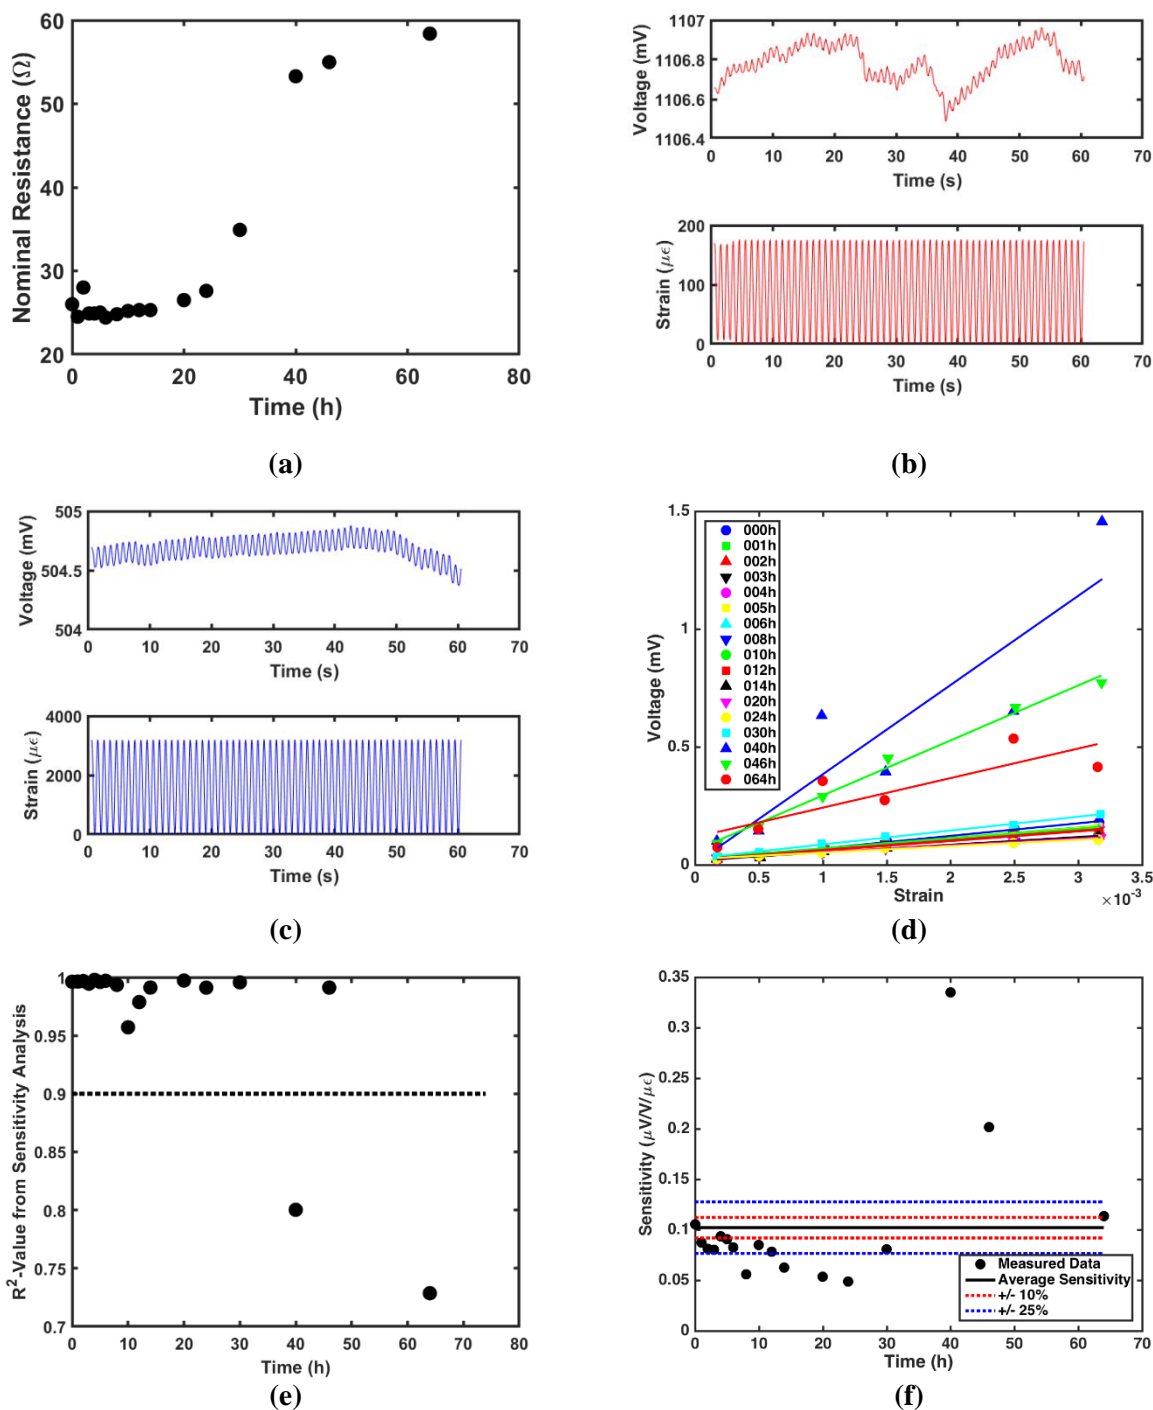 60
50
40
30
20
0
20
40
60
80
Nominal Resistance (Ω)
Time (h)
(a)
1107
1106.8
1106.6
1106.4
0
10
20
30
40
50
60
70
Voltage (mV)
Time (s)
200
100
0
0
10
20
30
40
50
60
70
Strain (με)
Time (s)
(b)
505
504.5
504
0
10
20
30
40
50
60
70
Voltage (mV)
Time (s)
4000
2000
0
0
10
20
30
40
50
60
70
Strain (με)
Time (s)
(c)
1.5
1
0.5
0
0
0.5
1
1.5
2
2.5
3
3.5
×10⁻³
Voltage (mV)
Strain
000h
001h
002h
003h
004h
005h
006h
008h
010h
012h
014h
020h
024h
030h
040h
046h
064h
(d)
1
0.95
0.9
0.85
0.8
0.75
0.7
0
10
20
30
40
50
60
70
80
R²-Value from Sensitivity Analysis
Time (h)
(e)
0.35
0.3
0.25
0.2
0.15
0.1
0.05
0
0
10
20
30
40
50
60
70
Sensitivity (μV/V/με)
Time (h)
Measured Data
Average Sensitivity
+/- 10%
+/- 25%
(f)